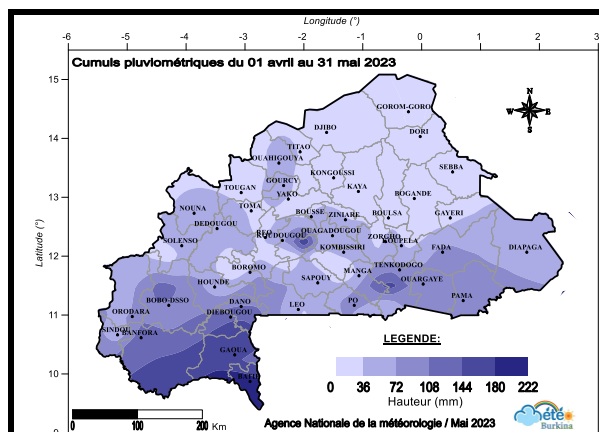 Longitude (°)
-6 -5 -4 -3 -2 -1 0 1 2 3
Cumuls pluviométriques du 01 avril au 31 mai 2023
15
14
13
12
11
10
9
Latitude (°)
N
W E
S
GOROM-GORO
DJIBO
DORI
TITAO
OUAHIGOUYA
SEBBA
KONGOUSSI
GOURCY
TOUGAN
KAYA
YAKO
BOGANDE
NOUNA
TOMA
BOUSSE
ZINIARE
BOULSA
GAYERI
DEDOUGOU
REO
KOUDOUGOU
OUAGADOUGOU
ZORGHO
KOUPELA
SOLENSO
KOMBISSIRI
FADA
DIAPAGA
BOROMO
TENKODOGO
MANGA
SAPOUY
HOUNDE
OUARGAYE
BOBO-DSSO
DANO
LEO
PO
PAMA
ORODARA
DIEBOUGOU
SINDOU
BANFORA
GAOUA
BATIE
LEGENDE:
0 36 72 108 144 180 222
Hauteur (mm)
0 100 200 Km
Agence Nationale de la météorologie / Mai 2023
été
Burkina